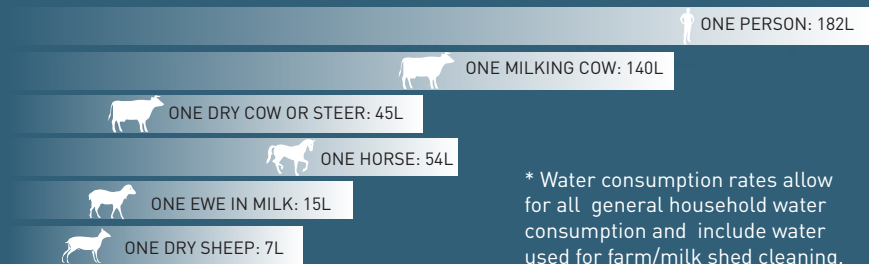 ONE PERSON: 182L
ONE MILKING COW: 140L
ONE DRY COW OR STEER: 45L
ONE HORSE: 54L
ONE EWE IN MILK: 15L
ONE DRY SHEEP: 7L
* Water consumption rates allow
for all general household water
consumption and include water
used for farm/milk shed cleaning.